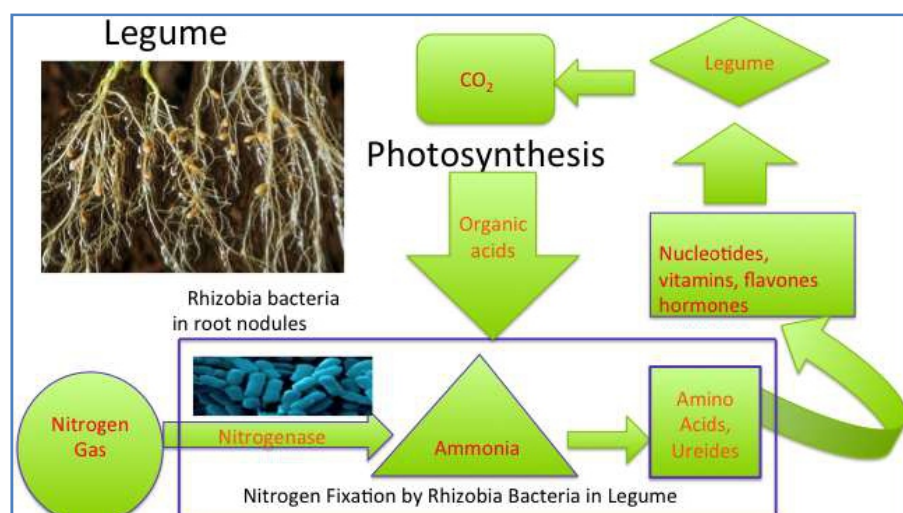 Legume
CO₂
Legume
Photosynthesis
Organic
acids
Nucleotides,
vitamins, flavones
hormones
Rhizobia bacteria
in root nodules
Nitrogen
Gas
Nitrogenase
Ammonia
Amino
Acids,
Ureides
Nitrogen Fixation by Rhizobia Bacteria in Legume